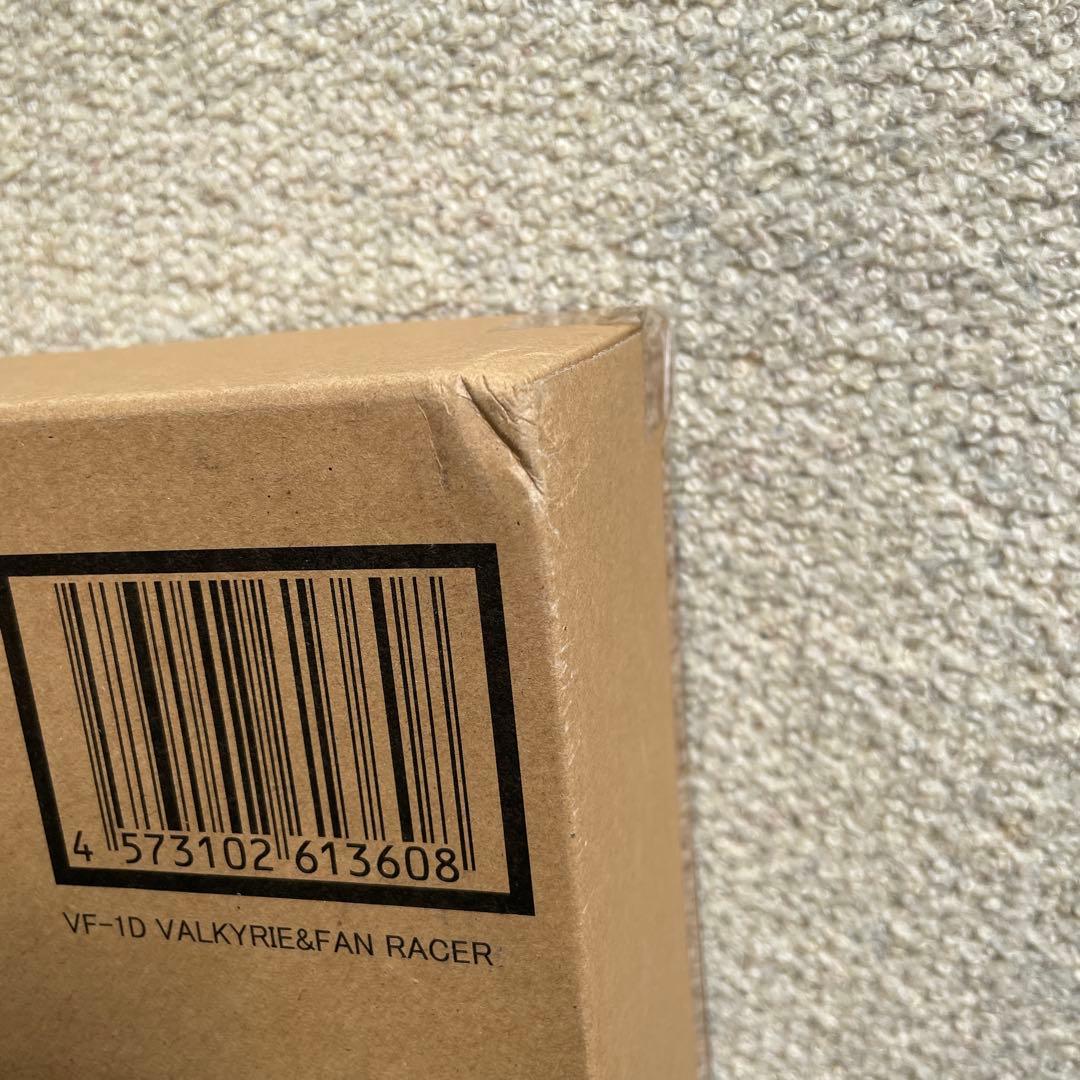 4 573102 613608
VF-1D VALKYRIE&FAN RACER